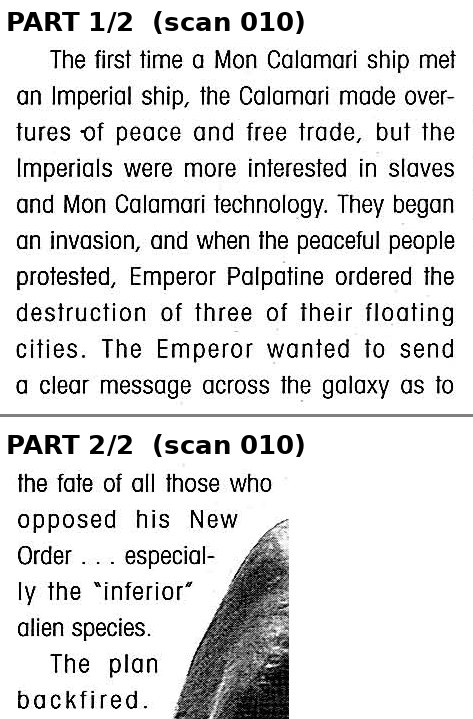 PART 1/2 (scan 010)
The first time a Mon Calamari ship met
an Imperial ship, the Calamari made over-
tures of peace and free trade, but the
Imperials were more interested in slaves
and Mon Calamari technology. They began
an invasion, and when the peaceful people
protested, Emperor Palpatine ordered the
destruction of three of their floating
cities. The Emperor wanted to send
a clear message across the galaxy as to
PART 2/2 (scan 010)
the fate of all those who
opposed his New
Order . . . especial-
ly the "inferior"
alien species.
The plan
backfired.